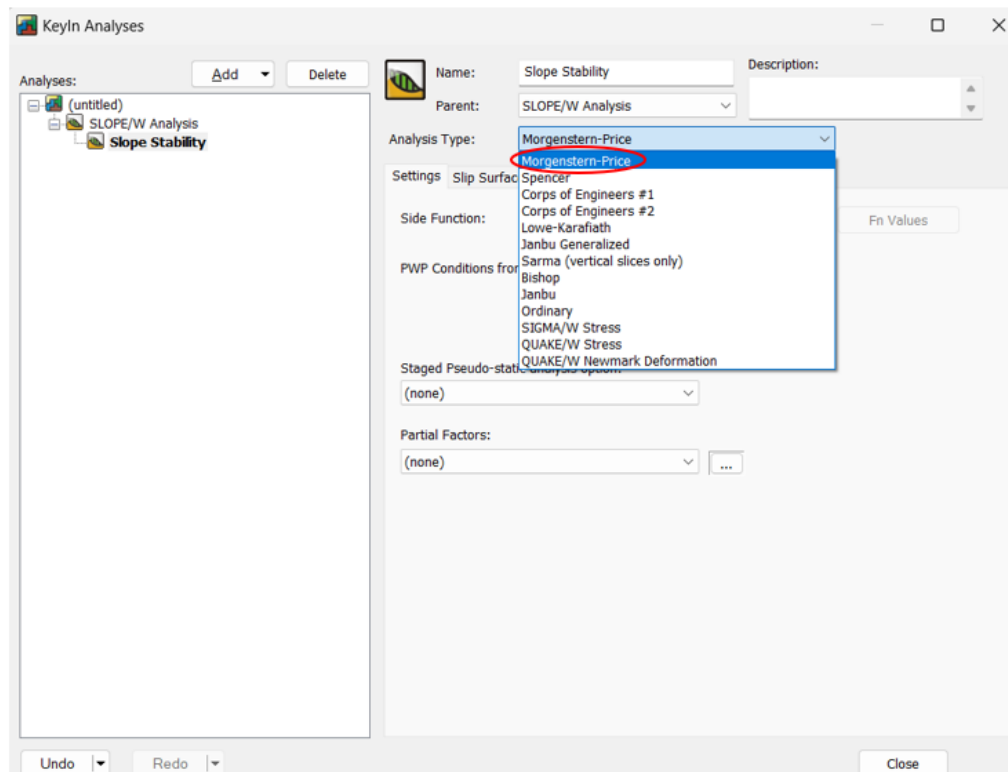 KeyIn Analyses
Analyses:
Add
Delete
(untitled)
SLOPE/W Analysis
Slope Stability
Name:
Slope Stability
Description:
Parent:
SLOPE/W Analysis
Analysis Type:
Morgenstern-Price
Morgenstern-Price
Spencer
Corps of Engineers #1
Corps of Engineers #2
Lowe-Karafiath
Janbu Generalized
Sarma (vertical slices only)
Bishop
Janbu
Ordinary
SIGMA/W Stress
QUAKE/W Stress
QUAKE/W Newmark Deformation
Settings
Slip Surfac
Side Function:
Fn Values
PWP Conditions fro
Staged Pseudo-static analysis option:
(none)
Partial Factors:
(none)
...
Undo
Redo
Close